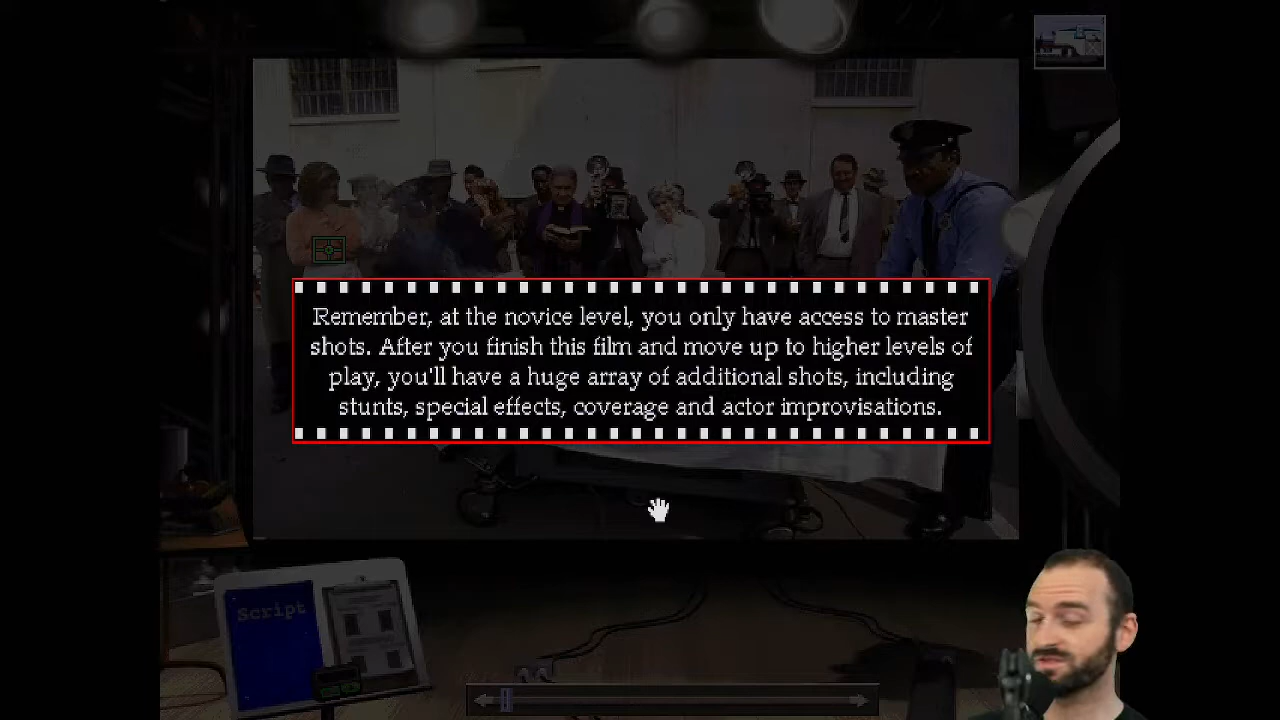 Remember, at the novice level, you only have access to master
shots. After you finish this film and move up to higher levels of
play, you'll have a huge array of additional shots, including
stunts, special effects, coverage and actor improvisations.
Script